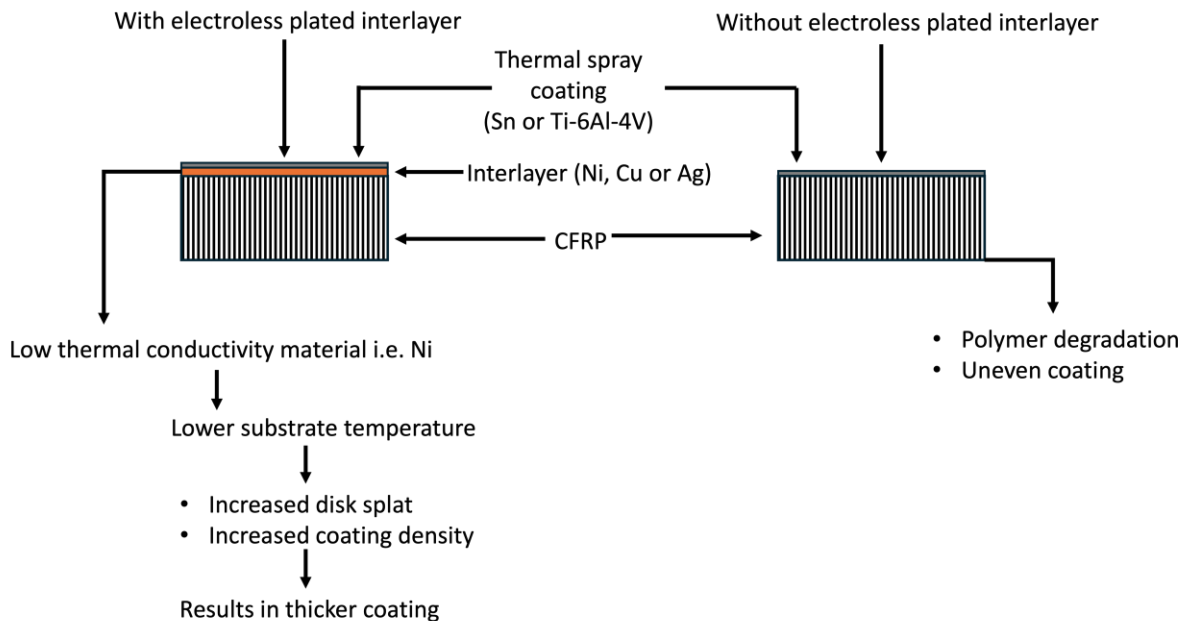 With electroless plated interlayer
Without electroless plated interlayer
Thermal spray
coating
(Sn or Ti-6Al-4V)
Interlayer (Ni, Cu or Ag)
CFRP
Low thermal conductivity material i.e. Ni
Lower substrate temperature
• Increased disk splat
• Increased coating density
Results in thicker coating
• Polymer degradation
• Uneven coating